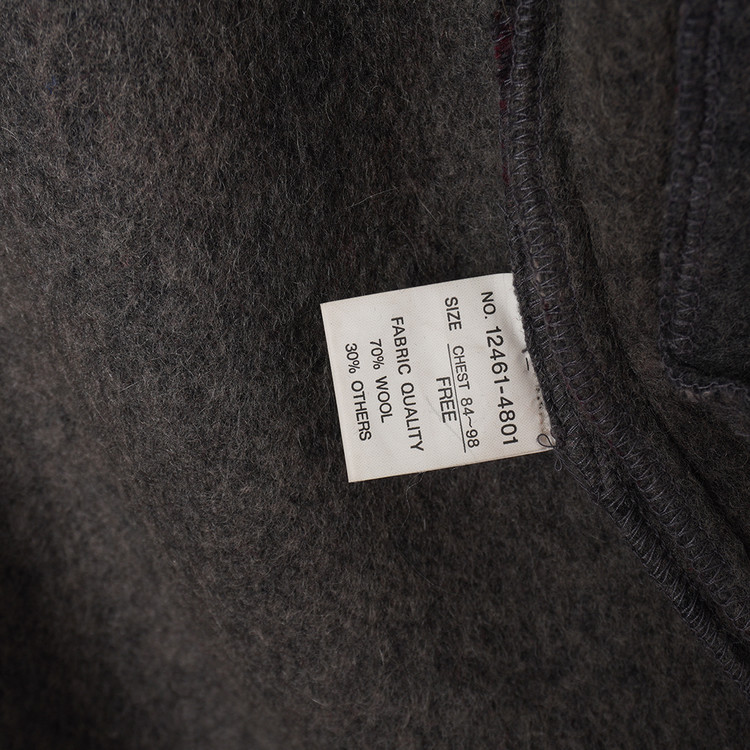 NO. 12461-4801
SIZE CHEST 84~98
FREE
FABRIC QUALITY
70% WOOL
30% OTHERS